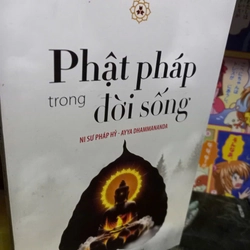 Phật pháp
trong
đời sống
NI SƯ PHÁP HỶ - AYYA DHAMMANANDA